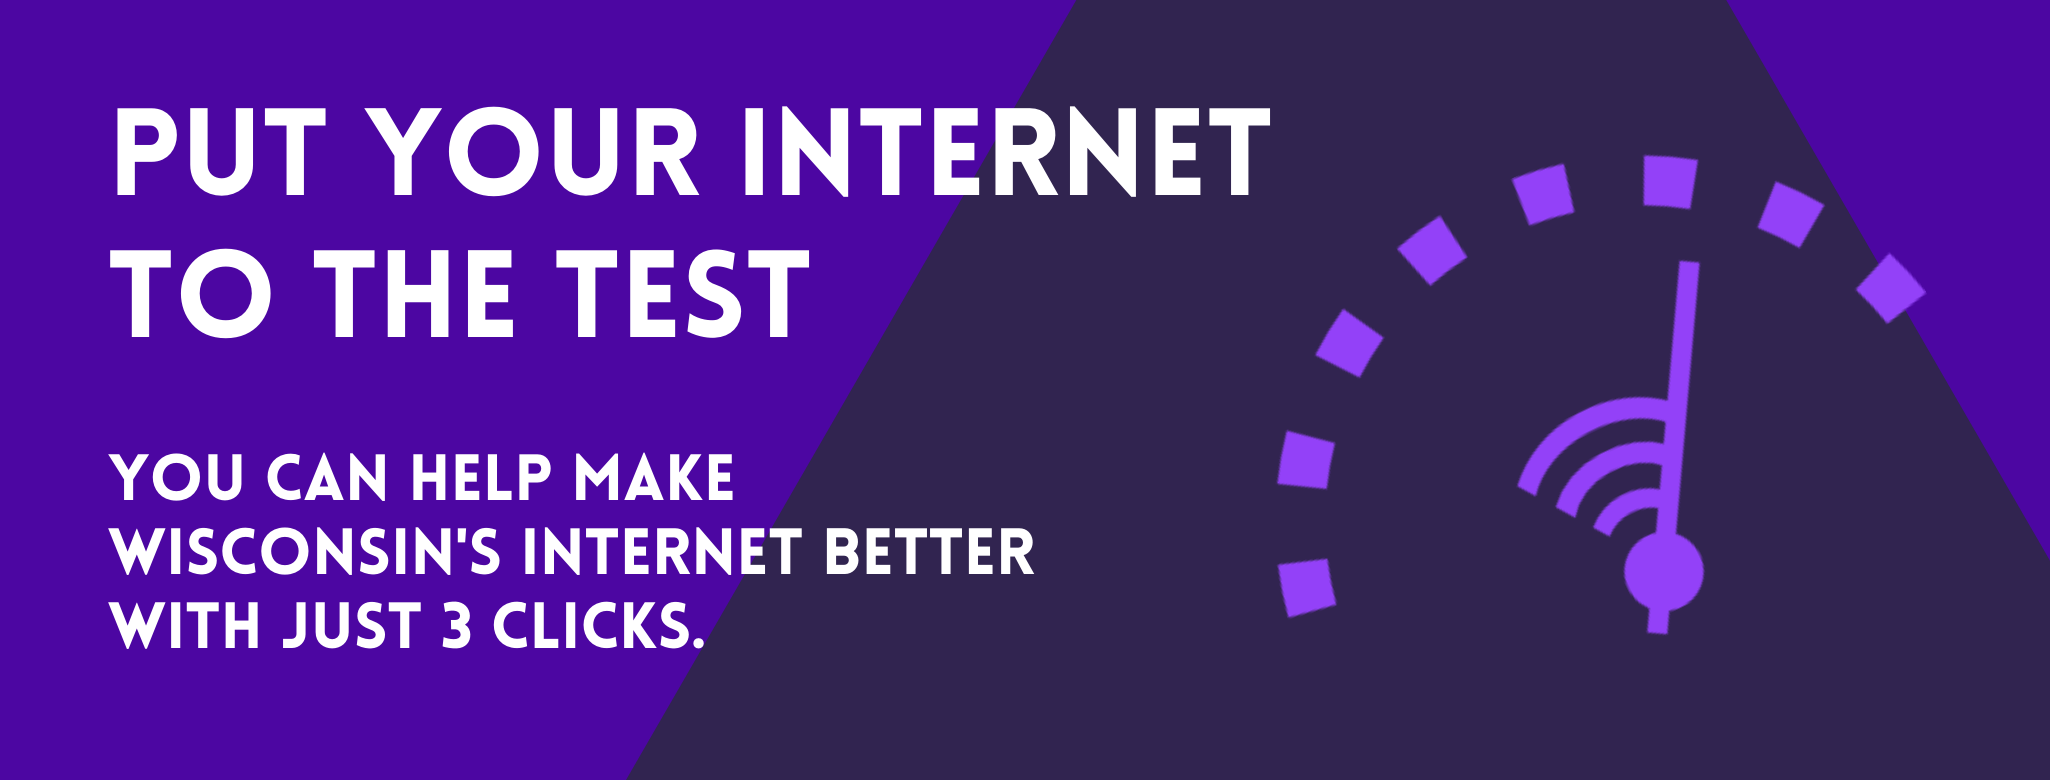 PUT YOUR INTERNET
TO THE TEST
YOU CAN HELP MAKE
WISCONSIN'S INTERNET BETTER
WITH JUST 3 CLICKS.